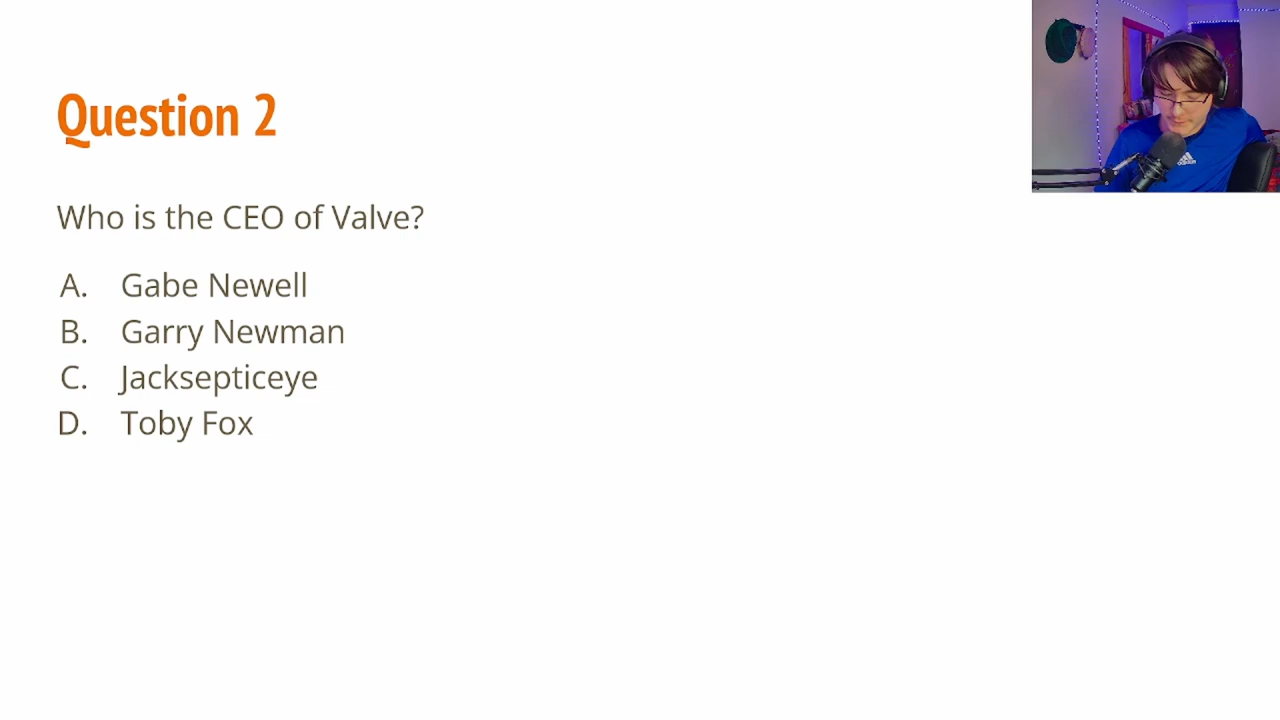 Question 2
Who is the CEO of Valve?
A. Gabe Newell
B. Garry Newman
C. Jacksepticeye
D. Toby Fox